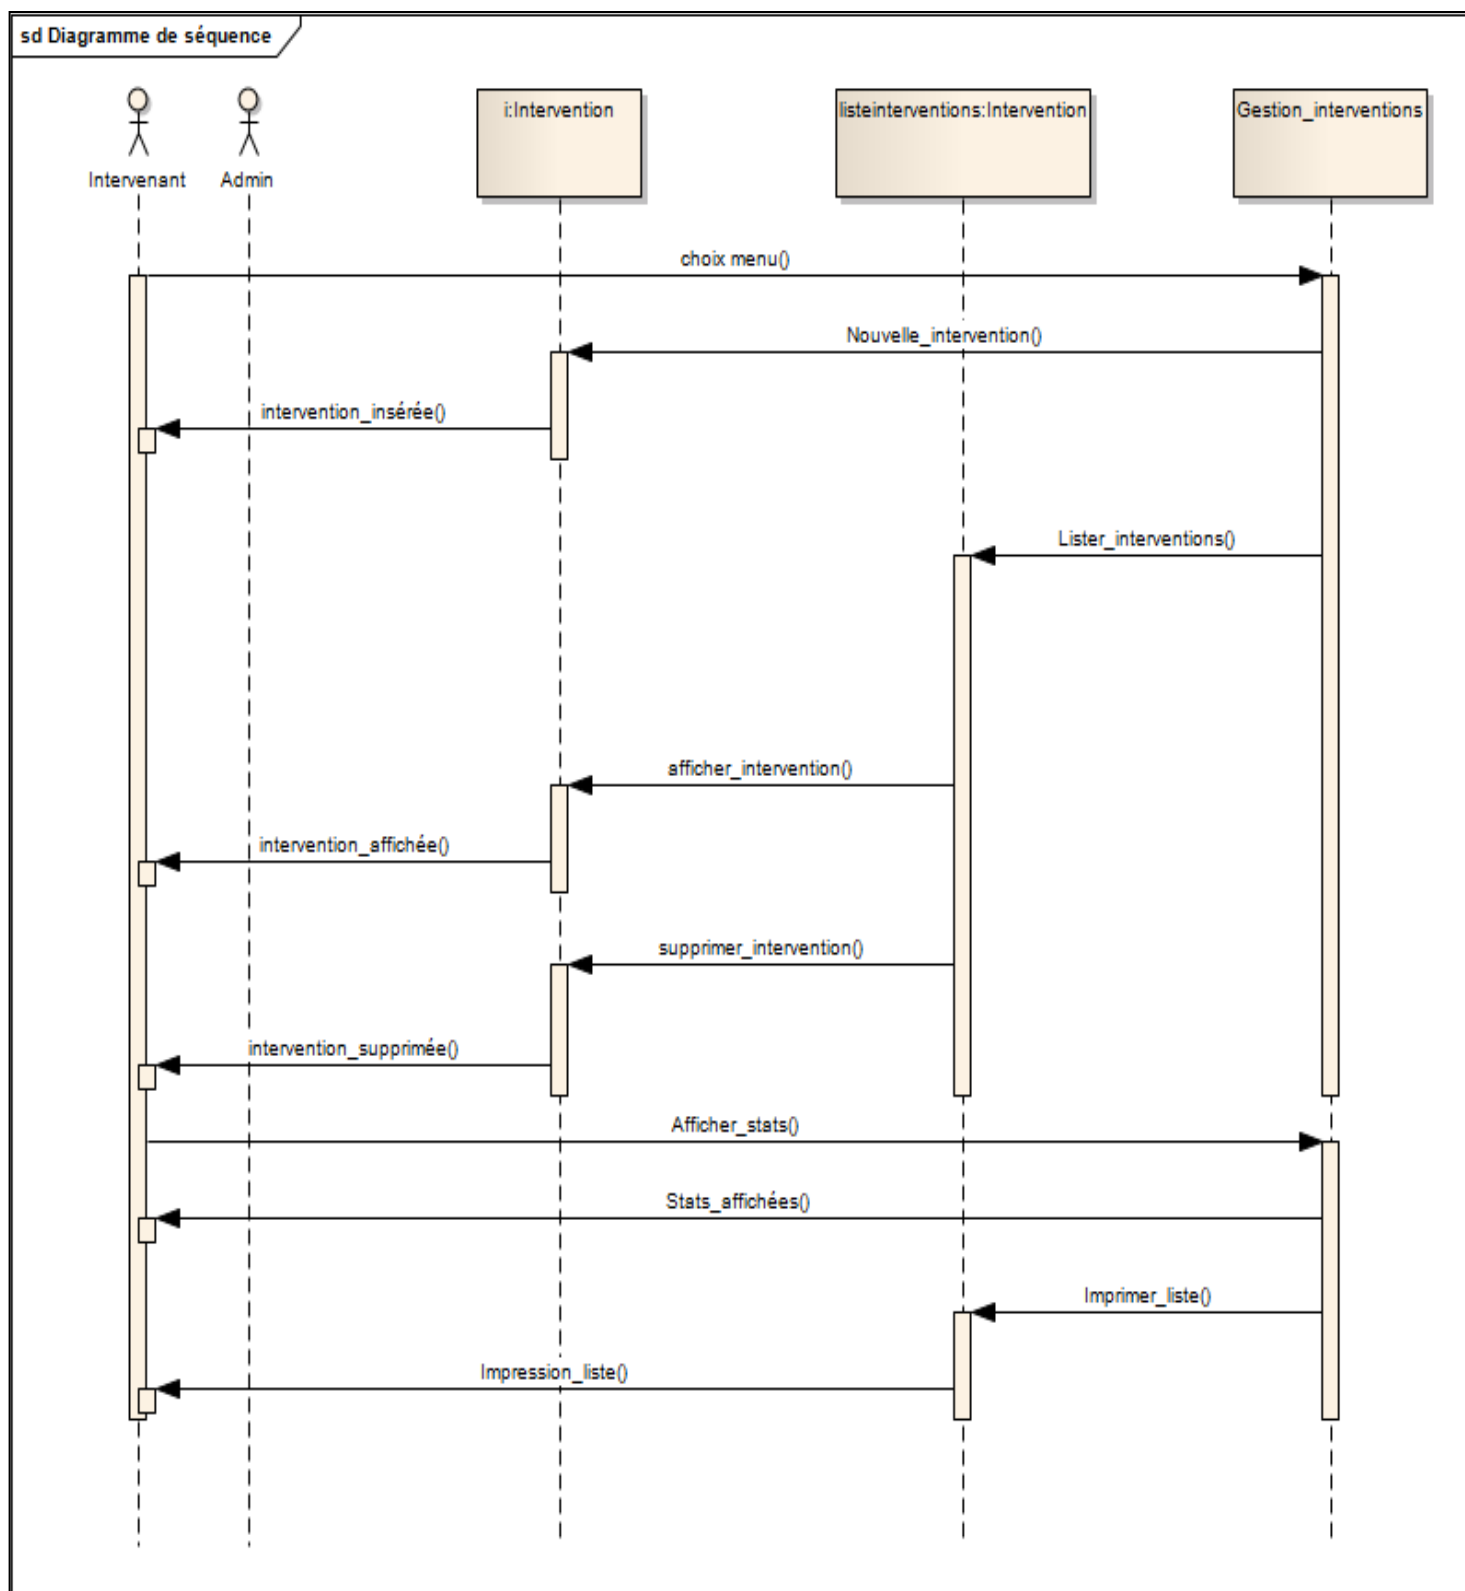 sd Diagramme de séquence
Intervenant
Admin
i:Intervention
listeinterventions:Intervention
Gestion_interventions
choix menu()
Nouvelle_intervention()
intervention_insérée()
Lister_interventions()
afficher_intervention()
intervention_affichée()
supprimer_intervention()
intervention_supprimée()
Afficher_stats()
Stats_affichées()
Imprimer_liste()
Impression_liste()